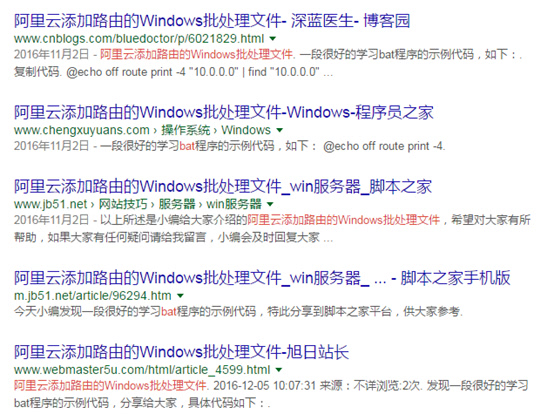 阿里云添加路由的Windows批处理文件- 深蓝医生- 博客园
www.cnblogs.com/bluedoctor/p/6021829.html
2016年11月2日 - 阿里云添加路由的Windows批处理文件. 一段很好的学习bat程序的示例代码，如下：.
复制代码. @echo off route print -4 "10.0.0.0" | find "10.0.0.0" ...
阿里云添加路由的Windows批处理文件-Windows-程序员之家
www.chengxuyuans.com › 操作系统 › Windows
2016年11月2日 - 一段很好的学习bat程序的示例代码，如下： @echo off route print -4.
阿里云添加路由的Windows批处理文件_win服务器_脚本之家
www.jb51.net › 网站技巧 › 服务器 › win服务器
2016年11月2日 - 以上所述是小编给大家介绍的阿里云添加路由的Windows批处理文件，希望对大家有所
帮助，如果大家有任何疑问请给我留言，小编会及时回复大家 ...
阿里云添加路由的Windows批处理文件_win服务器_ ... - 脚本之家手机版
m.jb51.net/article/96294.htm
今天小编发现一段很好的学习bat程序的示例代码，特此分享到脚本之家平台，供大家参考.
阿里云添加路由的Windows批处理文件-旭日站长
www.webmaster5u.com/html/article_4599.html
阿里云添加路由的Windows批处理文件. 2016-12-05 10:07:31 来源：不详浏览:2次. 发现一段很好的学习
bat程序的示例代码，分享给大家，具体代码如下：.